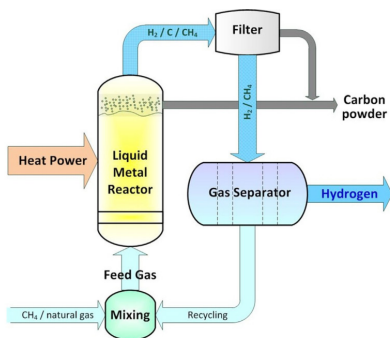 H₂ / C / CH₄
Filter
H₂ / CH₄
Carbon
powder
Heat Power
Liquid
Metal
Reactor
Gas Separator
Hydrogen
Feed Gas
CH₄ / natural gas
Mixing
Recycling